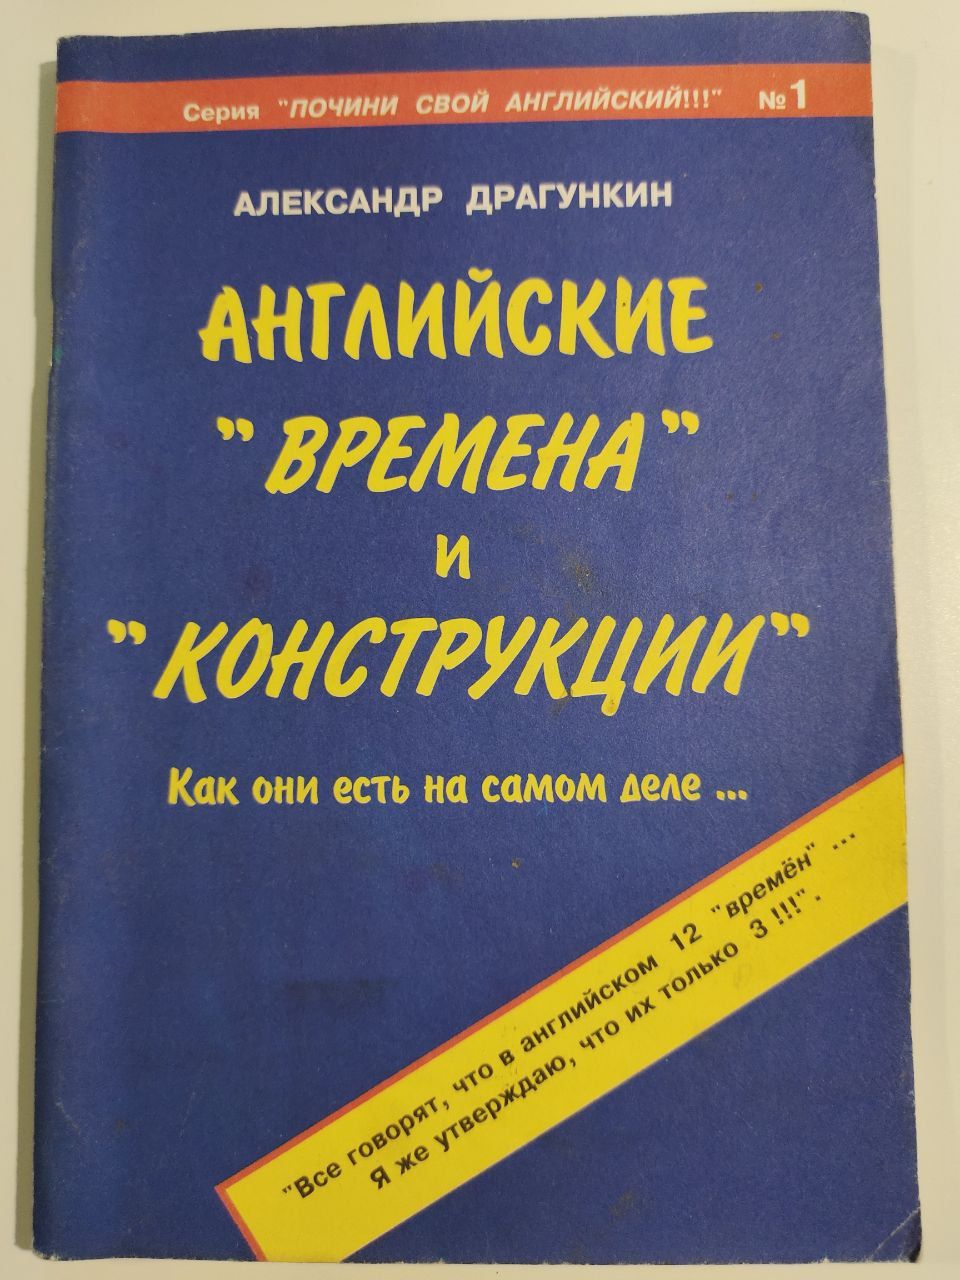 Серия "ПОЧИНИ СВОЙ АНГЛИЙСКИЙ!!!" №1
АЛЕКСАНДР ДРАГУНКИН
АНГЛИЙСКИЕ
"ВРЕМЕНА"
и
"КОНСТРУКЦИИ"
Как они есть на самом деле ...
"Все говорят, что в английском 12 "времён" ...
Я же утверждаю, что их только 3 !!!".